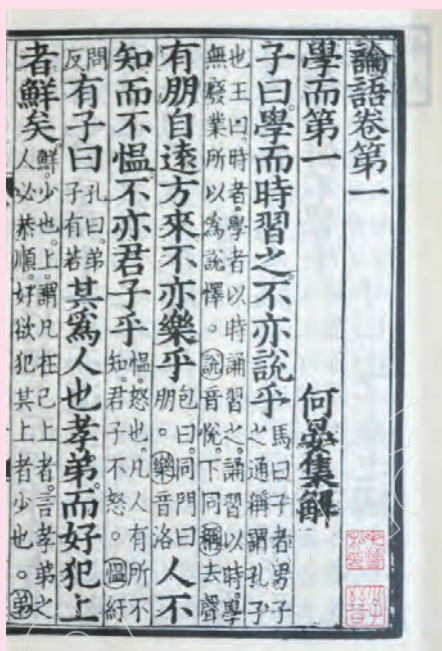 論語卷第一
學而第一 何晏集解
子曰。學而時習之。不亦說乎 馬曰子者男子之通稱謂孔子
也王曰。時者。學者以時誦習之。誦習以時。學無廢業所以爲說懌。說音悅。下同稱去聲
有朋自遠方來不亦樂乎 包曰。同門曰朋。樂音洛 人不
知而不慍。不亦君子乎 慍。怒也。凡人有所不知。君子不怒。慍紆
問反 有子曰 孔曰。弟子有若 其爲人也孝弟。而好犯上
者鮮矣。 鮮。少也。上。謂凡在己上者。言孝弟之人必恭順。好欲犯其上者少也。弟